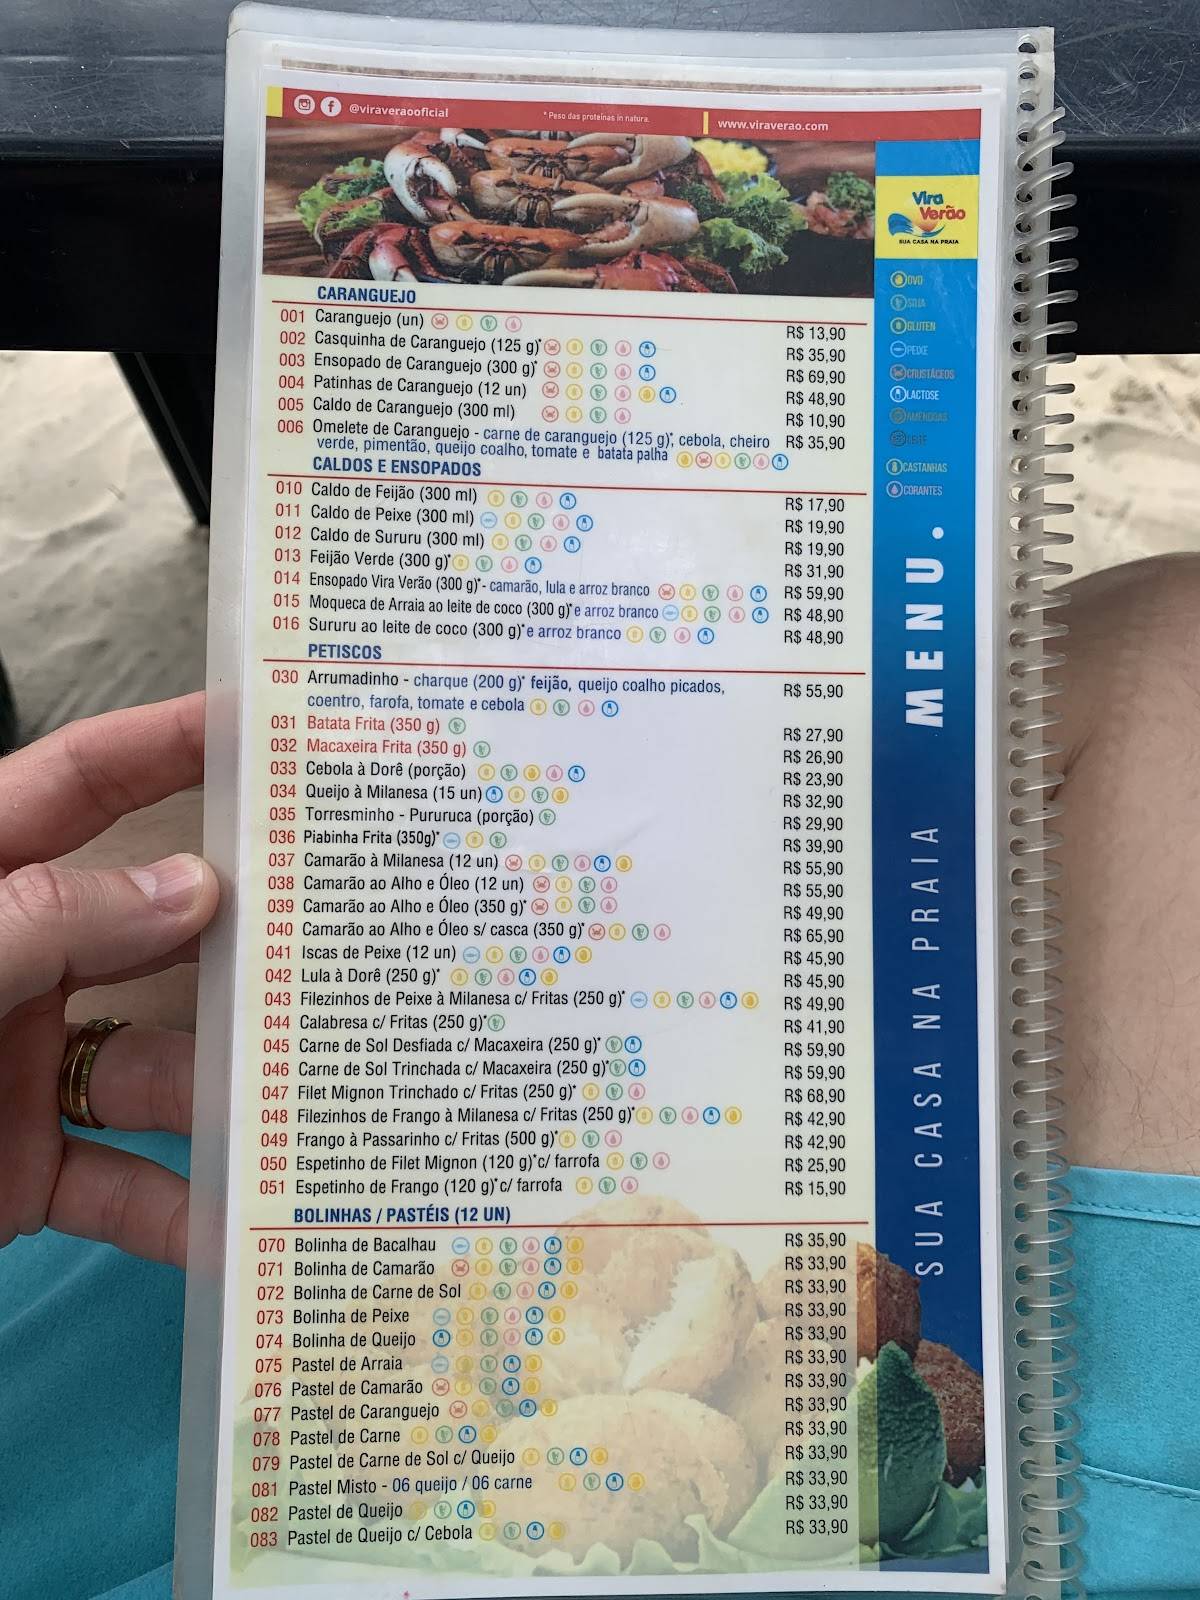 @viraveraooficial
* Peso das proteínas in natura.
www.viraverao.com
Vira
Verão
SUA CASA NA PRAIA
OVO
SOJA
GLUTEN
PEIXE
CRUSTÁCEOS
LACTOSE
AMÊNDOAS
LEITE
CASTANHAS
CORANTES
MENU.
SUA CASA NA PRAIA
CARANGUEJO
001 Caranguejo (un) R$ 13,90
002 Casquinha de Caranguejo (125 g)* R$ 35,90
003 Ensopado de Caranguejo (300 g)* R$ 69,90
004 Patinhas de Caranguejo (12 un) R$ 48,90
005 Caldo de Caranguejo (300 ml) R$ 10,90
006 Omelete de Caranguejo - carne de caranguejo (125 g)*, cebola, cheiro R$ 35,90
verde, pimentão, queijo coalho, tomate e batata palha
CALDOS E ENSOPADOS
010 Caldo de Feijão (300 ml) R$ 17,90
011 Caldo de Peixe (300 ml) R$ 19,90
012 Caldo de Sururu (300 ml) R$ 19,90
013 Feijão Verde (300 g)* R$ 31,90
014 Ensopado Vira Verão (300 g)*- camarão, lula e arroz branco R$ 59,90
015 Moqueca de Arraia ao leite de coco (300 g)*e arroz branco R$ 48,90
016 Sururu ao leite de coco (300 g)*e arroz branco R$ 48,90
PETISCOS
030 Arrumadinho - charque (200 g)* feijão, queijo coalho picados, R$ 55,90
coentro, farofa, tomate e cebola
031 Batata Frita (350 g) R$ 27,90
032 Macaxeira Frita (350 g) R$ 26,90
033 Cebola à Dorê (porção) R$ 23,90
034 Queijo à Milanesa (15 un) R$ 32,90
035 Torresminho - Pururuca (porção) R$ 29,90
036 Piabinha Frita (350g)* R$ 39,90
037 Camarão à Milanesa (12 un) R$ 55,90
038 Camarão ao Alho e Óleo (12 un) R$ 55,90
039 Camarão ao Alho e Óleo (350 g)* R$ 49,90
040 Camarão ao Alho e Óleo s/ casca (350 g)* R$ 65,90
041 Iscas de Peixe (12 un) R$ 45,90
042 Lula à Dorê (250 g)* R$ 45,90
043 Filezinhos de Peixe à Milanesa c/ Fritas (250 g)* R$ 49,90
044 Calabresa c/ Fritas (250 g)* R$ 41,90
045 Carne de Sol Desfiada c/ Macaxeira (250 g)* R$ 59,90
046 Carne de Sol Trinchada c/ Macaxeira (250 g)* R$ 59,90
047 Filet Mignon Trinchado c/ Fritas (250 g)* R$ 68,90
048 Filezinhos de Frango à Milanesa c/ Fritas (250 g)* R$ 42,90
049 Frango à Passarinho c/ Fritas (500 g)* R$ 42,90
050 Espetinho de Filet Mignon (120 g)*c/ farrofa R$ 25,90
051 Espetinho de Frango (120 g)*c/ farrofa R$ 15,90
BOLINHAS / PASTÉIS (12 UN)
070 Bolinha de Bacalhau R$ 35,90
071 Bolinha de Camarão R$ 33,90
072 Bolinha de Carne de Sol R$ 33,90
073 Bolinha de Peixe R$ 33,90
074 Bolinha de Queijo R$ 33,90
075 Pastel de Arraia R$ 33,90
076 Pastel de Camarão R$ 33,90
077 Pastel de Caranguejo R$ 33,90
078 Pastel de Carne R$ 33,90
079 Pastel de Carne de Sol c/ Queijo R$ 33,90
081 Pastel Misto - 06 queijo / 06 carne R$ 33,90
082 Pastel de Queijo R$ 33,90
083 Pastel de Queijo c/ Cebola R$ 33,90